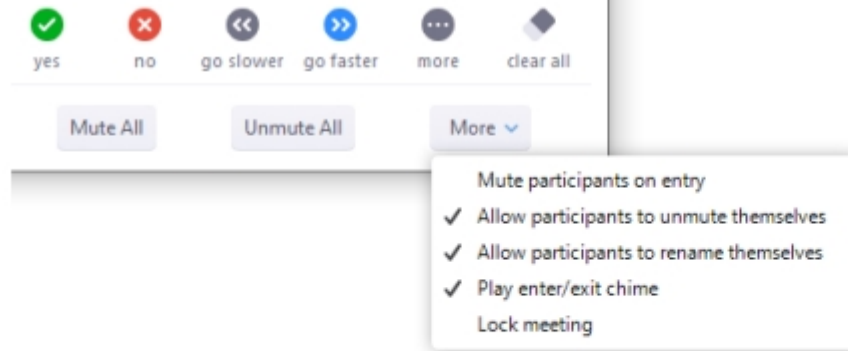 yes no go slower go faster more clear all
Mute All Unmute All More
Mute participants on entry
Allow participants to unmute themselves
Allow participants to rename themselves
Play enter/exit chime
Lock meeting